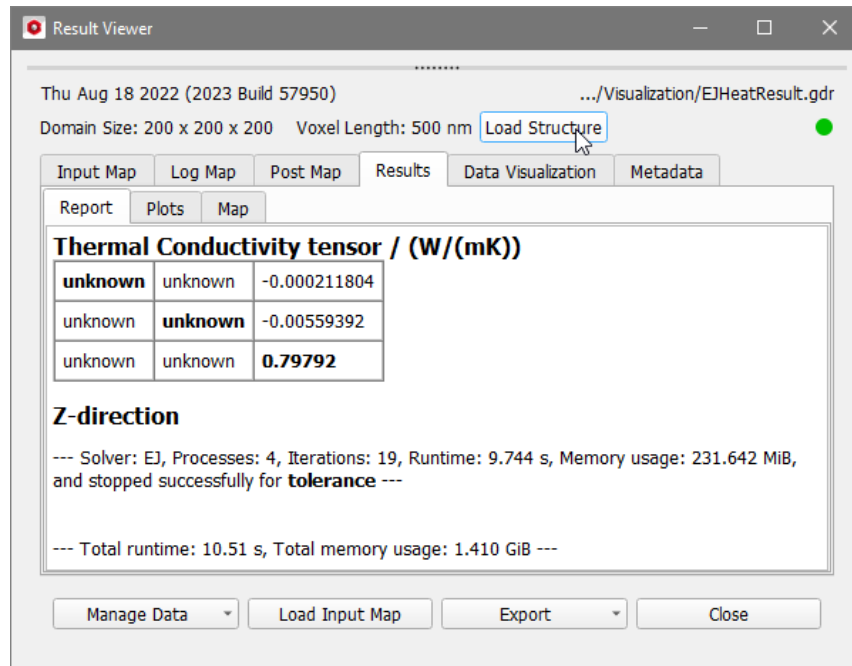 Result Viewer
Thu Aug 18 2022 (2023 Build 57950) .../Visualization/EJHeatResult.gdr
Domain Size: 200 x 200 x 200 Voxel Length: 500 nm Load Structure
Input Map Log Map Post Map Results Data Visualization Metadata
Report Plots Map
Thermal Conductivity tensor / (W/(mK))
unknown unknown -0.000211804
unknown unknown -0.00559392
unknown unknown 0.79792
Z-direction
--- Solver: EJ, Processes: 4, Iterations: 19, Runtime: 9.744 s, Memory usage: 231.642 MiB,
and stopped successfully for tolerance ---
--- Total runtime: 10.51 s, Total memory usage: 1.410 GiB ---
Manage Data Load Input Map Export Close